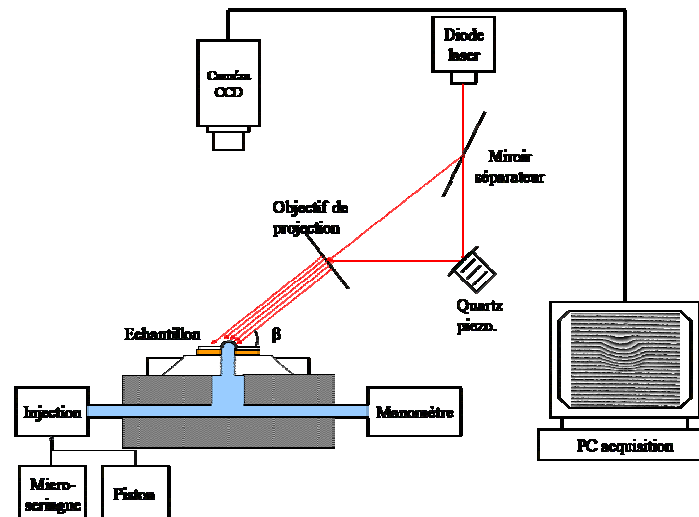 Diode
laser
Caméra
CCD
Miroir
séparateur
Objectif de
projection
Quartz
piezo.
Echantillon
β
Injection
Manomètre
PC acquisition
Micro-
seringue
Piston